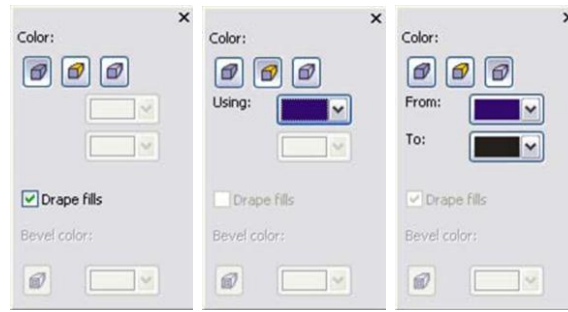 Color:
Drape fills
Bevel color:
Color:
Using:
Drape fills
Bevel color:
Color:
From:
To:
Drape fills
Bevel color: